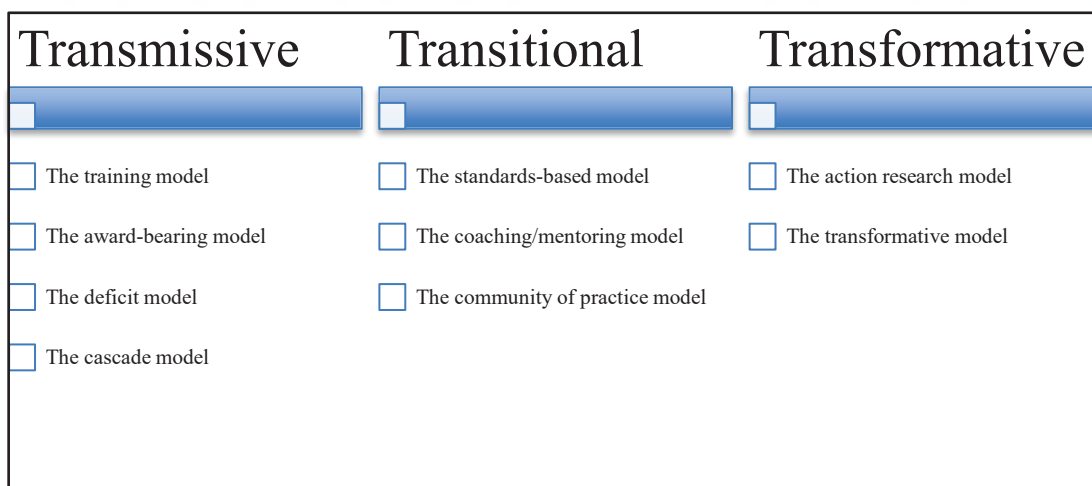 Transmissive
The training model
The award-bearing model
The deficit model
The cascade model
Transitional
The standards-based model
The coaching/mentoring model
The community of practice model
Transformative
The action research model
The transformative model